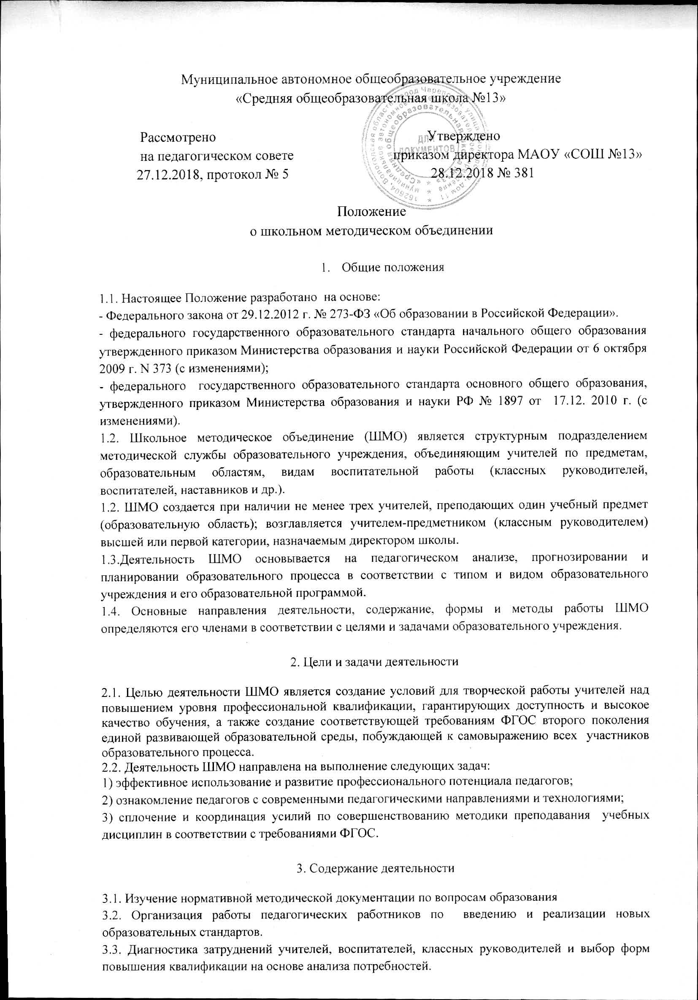 Муниципальное автономное общеобразовательное учреждение
«Средняя общеобразовательная школа №13»
Рассмотрено
на педагогическом совете
27.12.2018, протокол № 5
Утверждено
приказом директора МАОУ «СОШ №13»
28.12.2018 № 381
ДЛЯ
ДОКУМЕНТОВ
Положение
о школьном методическом объединении
1. Общие положения
1.1. Настоящее Положение разработано на основе:
- Федерального закона от 29.12.2012 г. № 273-ФЗ «Об образовании в Российской Федерации».
- федерального государственного образовательного стандарта начального общего образования
утвержденного приказом Министерства образования и науки Российской Федерации от 6 октября
2009 г. N 373 (с изменениями);
- федерального государственного образовательного стандарта основного общего образования,
утвержденного приказом Министерства образования и науки РФ № 1897 от 17.12. 2010 г. (с
изменениями).
1.2. Школьное методическое объединение (ШМО) является структурным подразделением
методической службы образовательного учреждения, объединяющим учителей по предметам,
образовательным областям, видам воспитательной работы (классных руководителей,
воспитателей, наставников и др.).
1.2. ШМО создается при наличии не менее трех учителей, преподающих один учебный предмет
(образовательную область); возглавляется учителем-предметником (классным руководителем)
высшей или первой категории, назначаемым директором школы.
1.3.Деятельность ШМО основывается на педагогическом анализе, прогнозировании и
планировании образовательного процесса в соответствии с типом и видом образовательного
учреждения и его образовательной программой.
1.4. Основные направления деятельности, содержание, формы и методы работы ШМО
определяются его членами в соответствии с целями и задачами образовательного учреждения.
2. Цели и задачи деятельности
2.1. Целью деятельности ШМО является создание условий для творческой работы учителей над
повышением уровня профессиональной квалификации, гарантирующих доступность и высокое
качество обучения, а также создание соответствующей требованиям ФГОС второго поколения
единой развивающей образовательной среды, побуждающей к самовыражению всех участников
образовательного процесса.
2.2. Деятельность ШМО направлена на выполнение следующих задач:
1) эффективное использование и развитие профессионального потенциала педагогов;
2) ознакомление педагогов с современными педагогическими направлениями и технологиями;
3) сплочение и координация усилий по совершенствованию методики преподавания учебных
дисциплин в соответствии с требованиями ФГОС.
3. Содержание деятельности
3.1. Изучение нормативной методической документации по вопросам образования
3.2. Организация работы педагогических работников по введению и реализации новых
образовательных стандартов.
3.3. Диагностика затруднений учителей, воспитателей, классных руководителей и выбор форм
повышения квалификации на основе анализа потребностей.